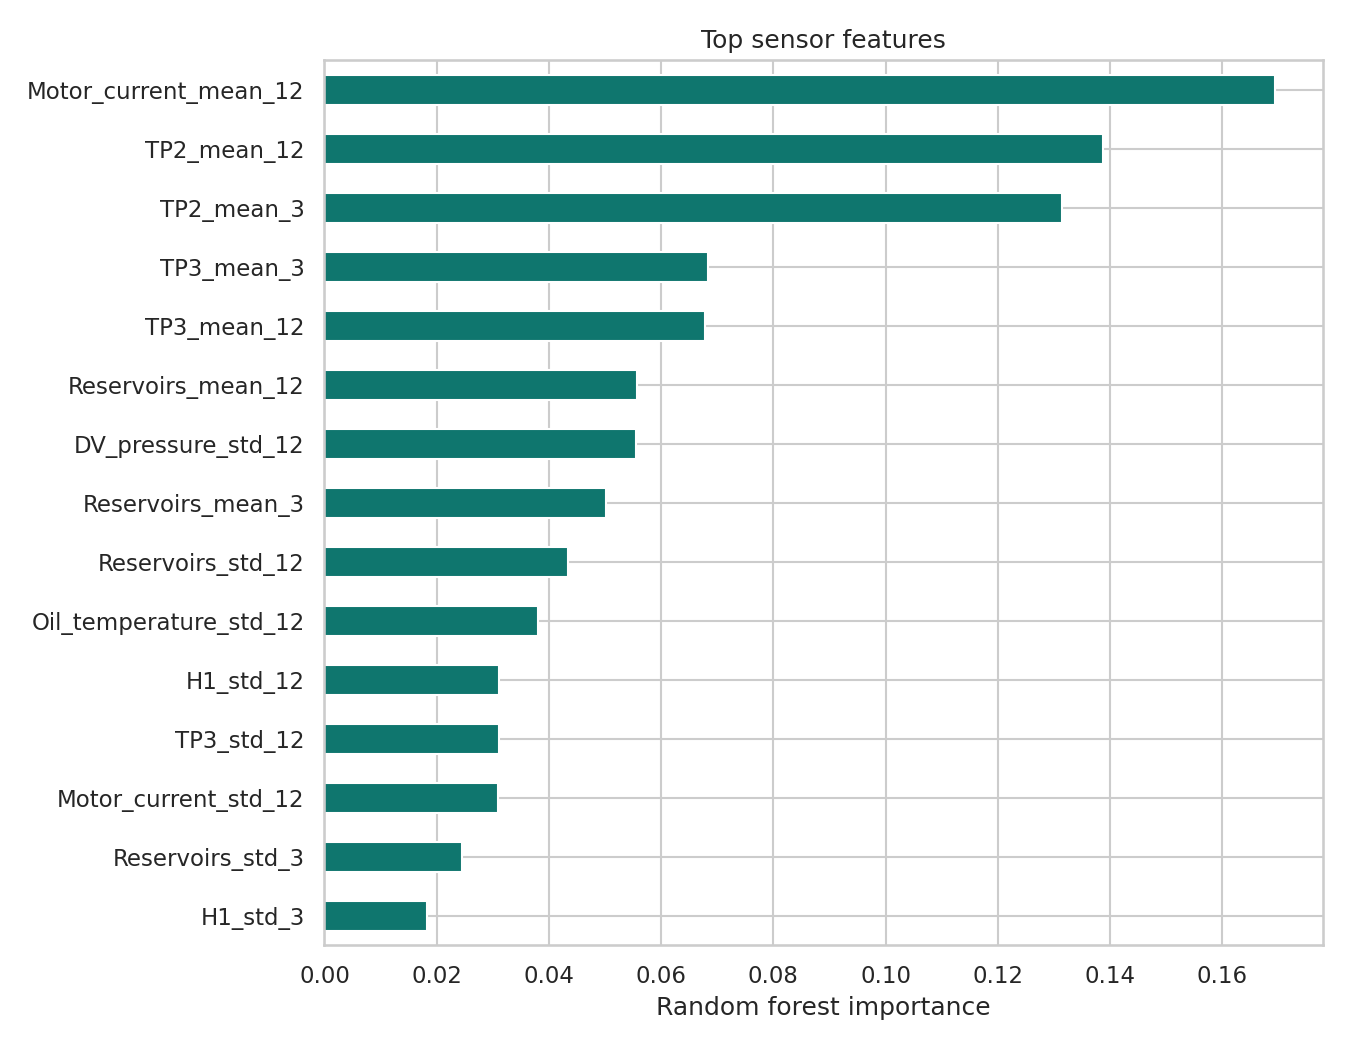 Top sensor features
Motor_current_mean_12
TP2_mean_12
TP2_mean_3
TP3_mean_3
TP3_mean_12
Reservoirs_mean_12
DV_pressure_std_12
Reservoirs_mean_3
Reservoirs_std_12
Oil_temperature_std_12
H1_std_12
TP3_std_12
Motor_current_std_12
Reservoirs_std_3
H1_std_3
0.00 0.02 0.04 0.06 0.08 0.10 0.12 0.14 0.16
Random forest importance